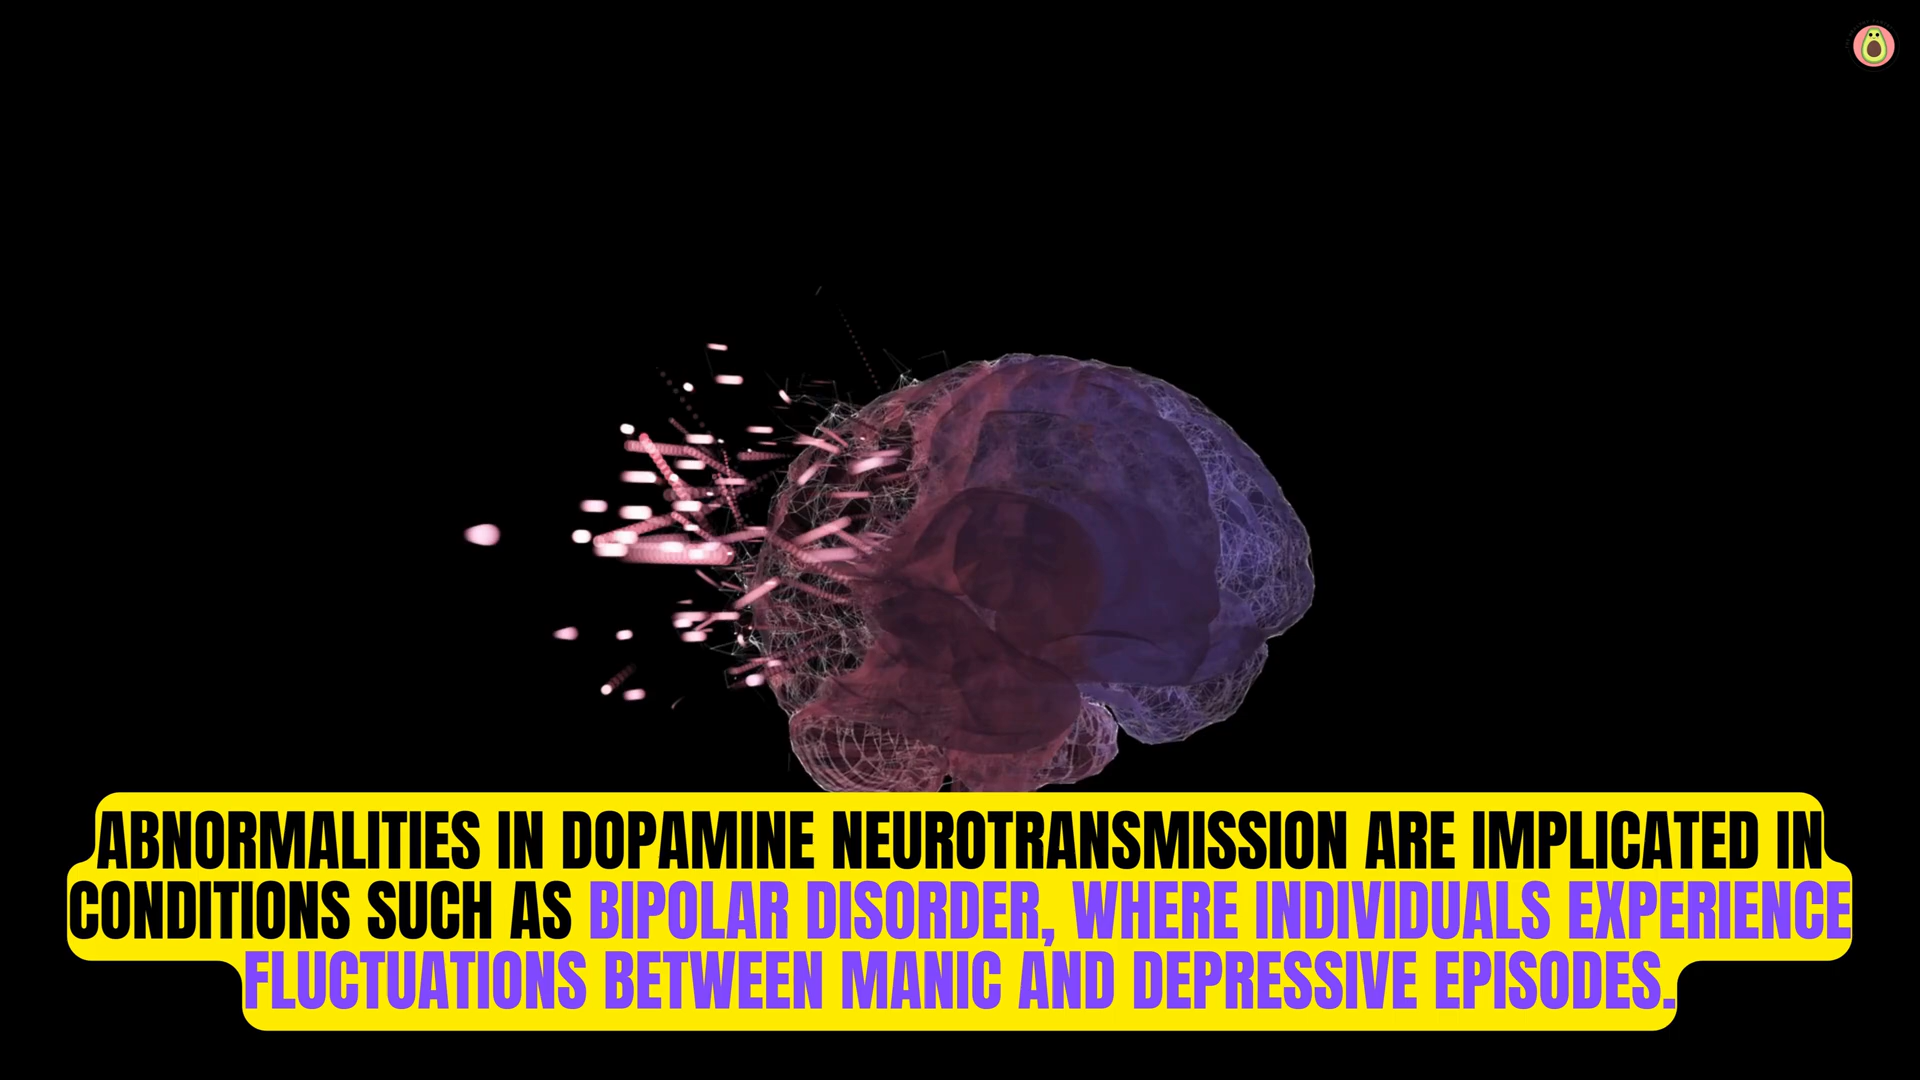 ABNORMALITIES IN DOPAMINE NEUROTRANSMISSION ARE IMPLICATED IN
CONDITIONS SUCH AS BIPOLAR DISORDER, WHERE INDIVIDUALS EXPERIENCE
FLUCTUATIONS BETWEEN MANIC AND DEPRESSIVE EPISODES.